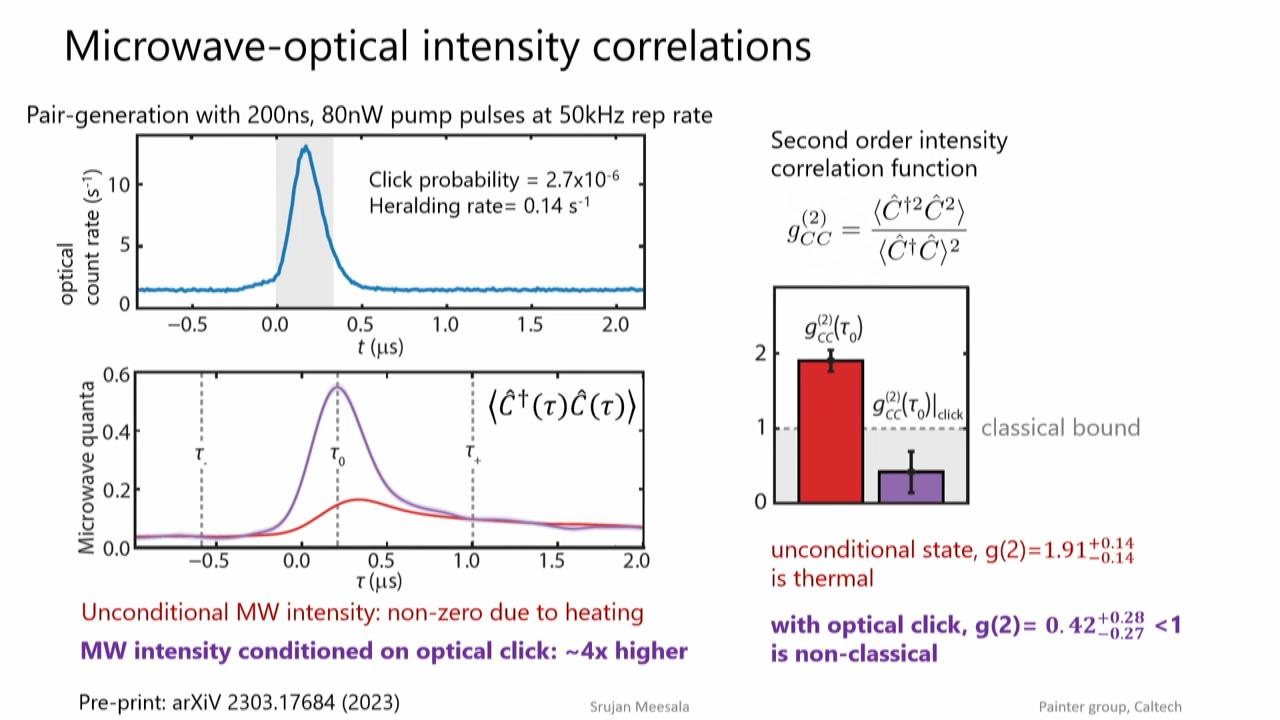 Microwave-optical intensity correlations
Pair-generation with 200ns, 80nW pump pulses at 50kHz rep rate
optical
count rate (s⁻¹)
10
5
0
Click probability = 2.7x10⁻⁶
Heralding rate= 0.14 s⁻¹
−0.5 0.0 0.5 1.0 1.5 2.0
t (μs)
Microwave quanta
0.6
0.4
0.2
0.0
⟨Ĉ†(τ)Ĉ(τ)⟩
τ₋ τ₀ τ₊
−0.5 0.0 0.5 1.0 1.5 2.0
τ (μs)
Unconditional MW intensity: non-zero due to heating
MW intensity conditioned on optical click: ~4x higher
Pre-print: arXiV 2303.17684 (2023)
Second order intensity
correlation function
g_CC^(2) = ⟨Ĉ†²Ĉ²⟩ / ⟨Ĉ†Ĉ⟩²
2
1
0
g_CC^(2)(τ₀)
g_CC^(2)(τ₀)|click
classical bound
unconditional state, g(2)=1.91 +0.14 −0.14
is thermal
with optical click, g(2)= 0.42 +0.28 −0.27 <1
is non-classical
Srujan Meesala
Painter group, Caltech